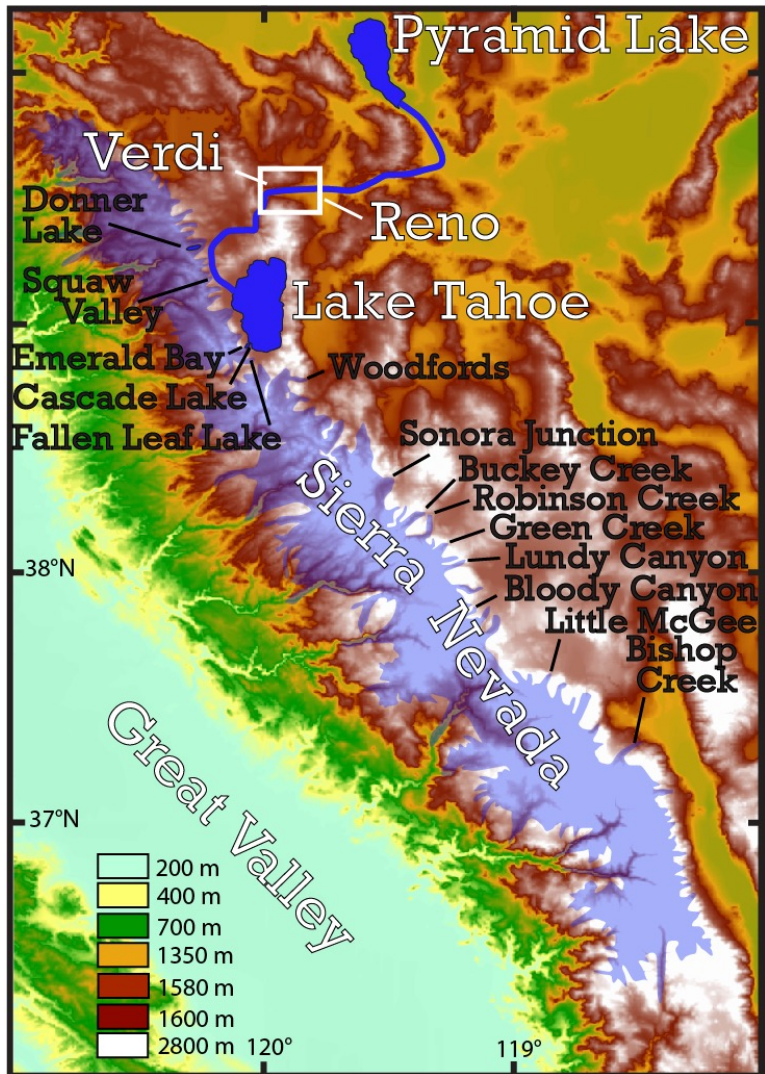 Pyramid Lake
Verdi
Donner
Lake
Reno
Squaw
Valley
Lake Tahoe
Emerald Bay
Woodfords
Cascade Lake
Fallen Leaf Lake
Sonora Junction
Buckey Creek
Robinson Creek
Green Creek
Lundy Canyon
Bloody Canyon
Little McGee
Bishop
Creek
Sierra Nevada
38°N
Great Valley
37°N
200 m
400 m
700 m
1350 m
1580 m
1600 m
2800 m
120°
119°